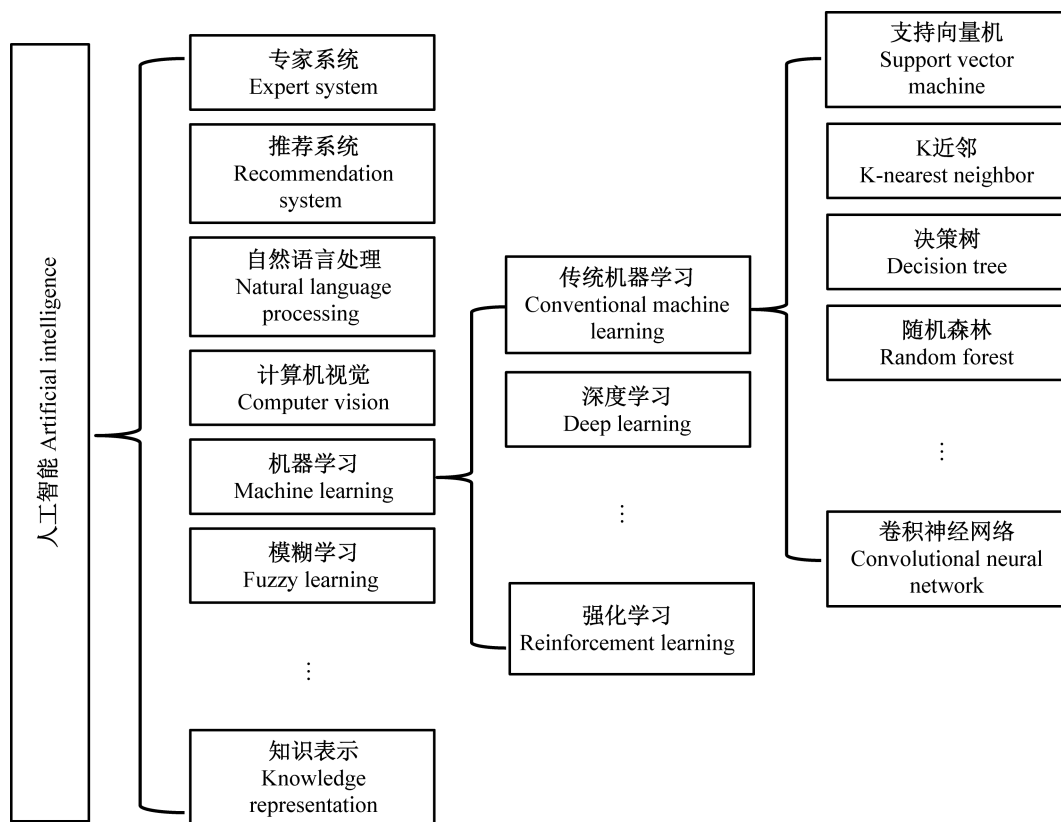 人工智能 Artificial intelligence
专家系统
Expert system
推荐系统
Recommendation
system
自然语言处理
Natural language
processing
计算机视觉
Computer vision
机器学习
Machine learning
模糊学习
Fuzzy learning
⋮
知识表示
Knowledge
representation
传统机器学习
Conventional machine
learning
深度学习
Deep learning
⋮
强化学习
Reinforcement learning
支持向量机
Support vector
machine
K近邻
K-nearest neighbor
决策树
Decision tree
随机森林
Random forest
⋮
卷积神经网络
Convolutional neural
network